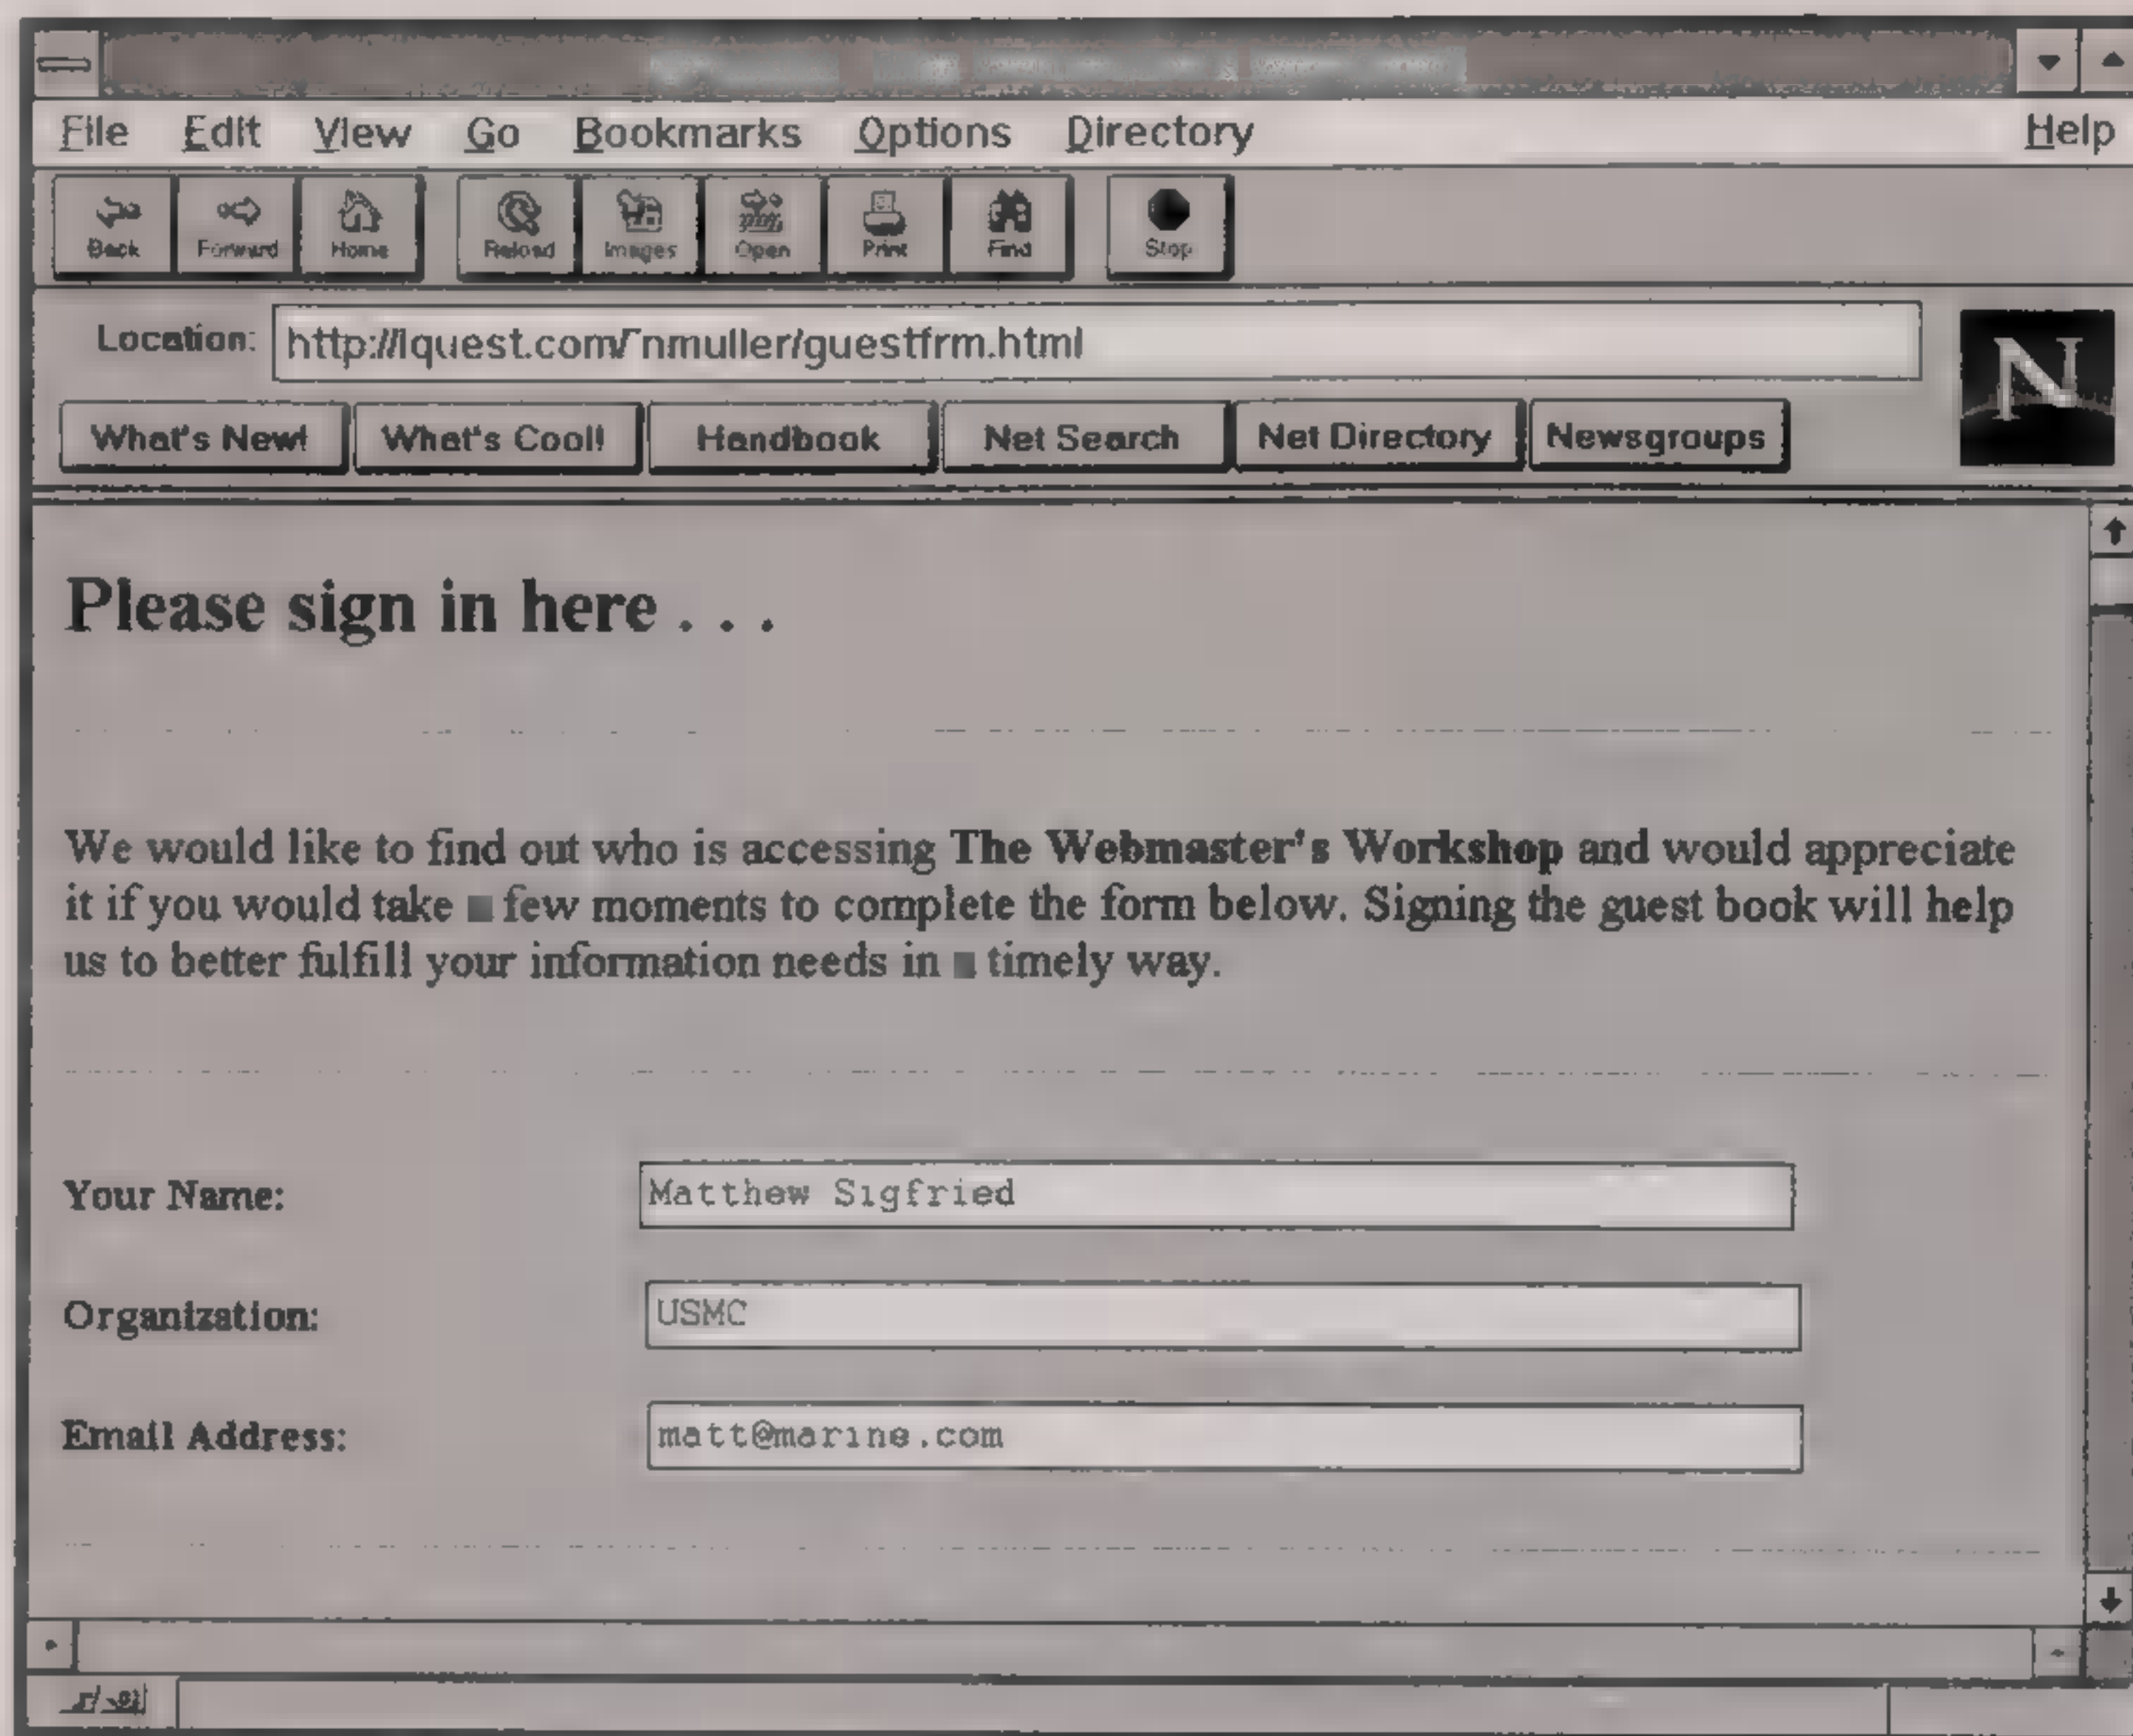 File Edit View Go Bookmarks Options Directory Help
Back Forward Home Reload Images Open Print Find Stop
Location: http://iquest.com/~nmuller/guestfrm.html
N
What's New! What's Cool! Handbook Net Search Net Directory Newsgroups
Please sign in here . . .
We would like to find out who is accessing The Webmaster's Workshop and would appreciate
it if you would take few moments to complete the form below. Signing the guest book will help
us to better fulfill your information needs in timely way.
Your Name: Matthew Sigfried
Organization: USMC
Email Address: matt@marine.com